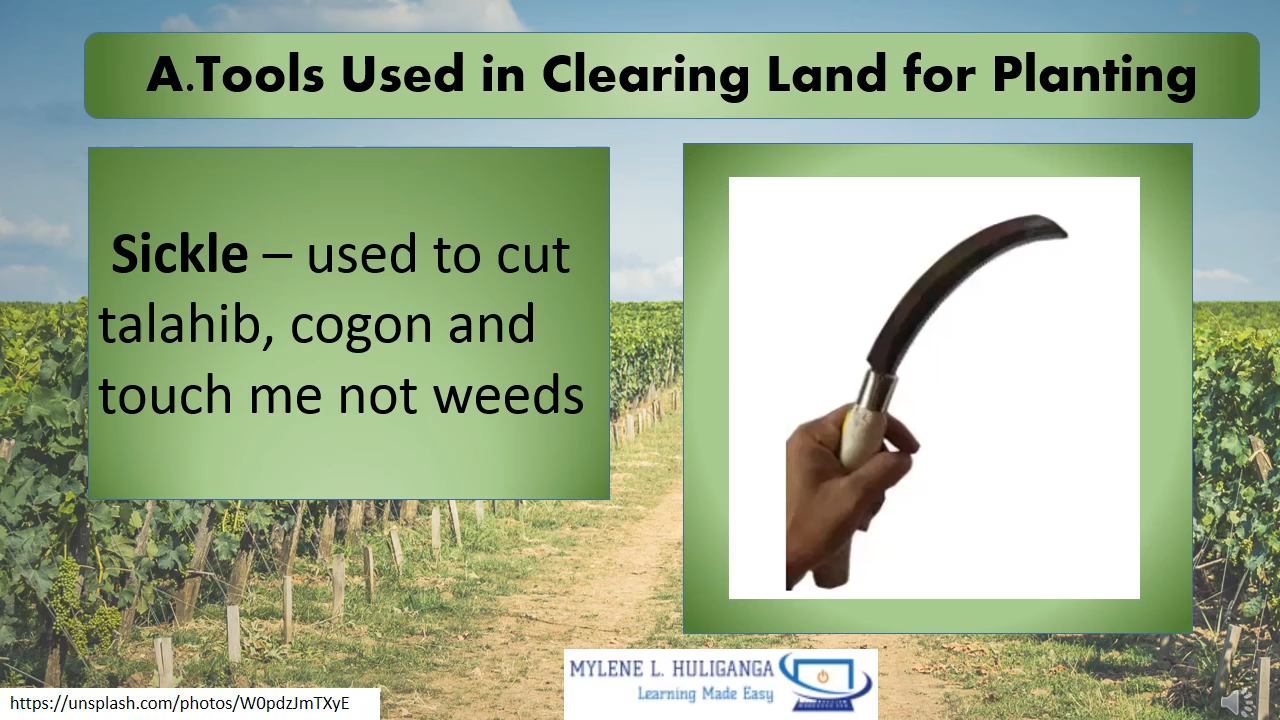 A.Tools Used in Clearing Land for Planting
Sickle – used to cut
talahib, cogon and
touch me not weeds
MYLENE L. HULIGANGA
Learning Made Easy
https://unsplash.com/photos/W0pdzJmTXyE